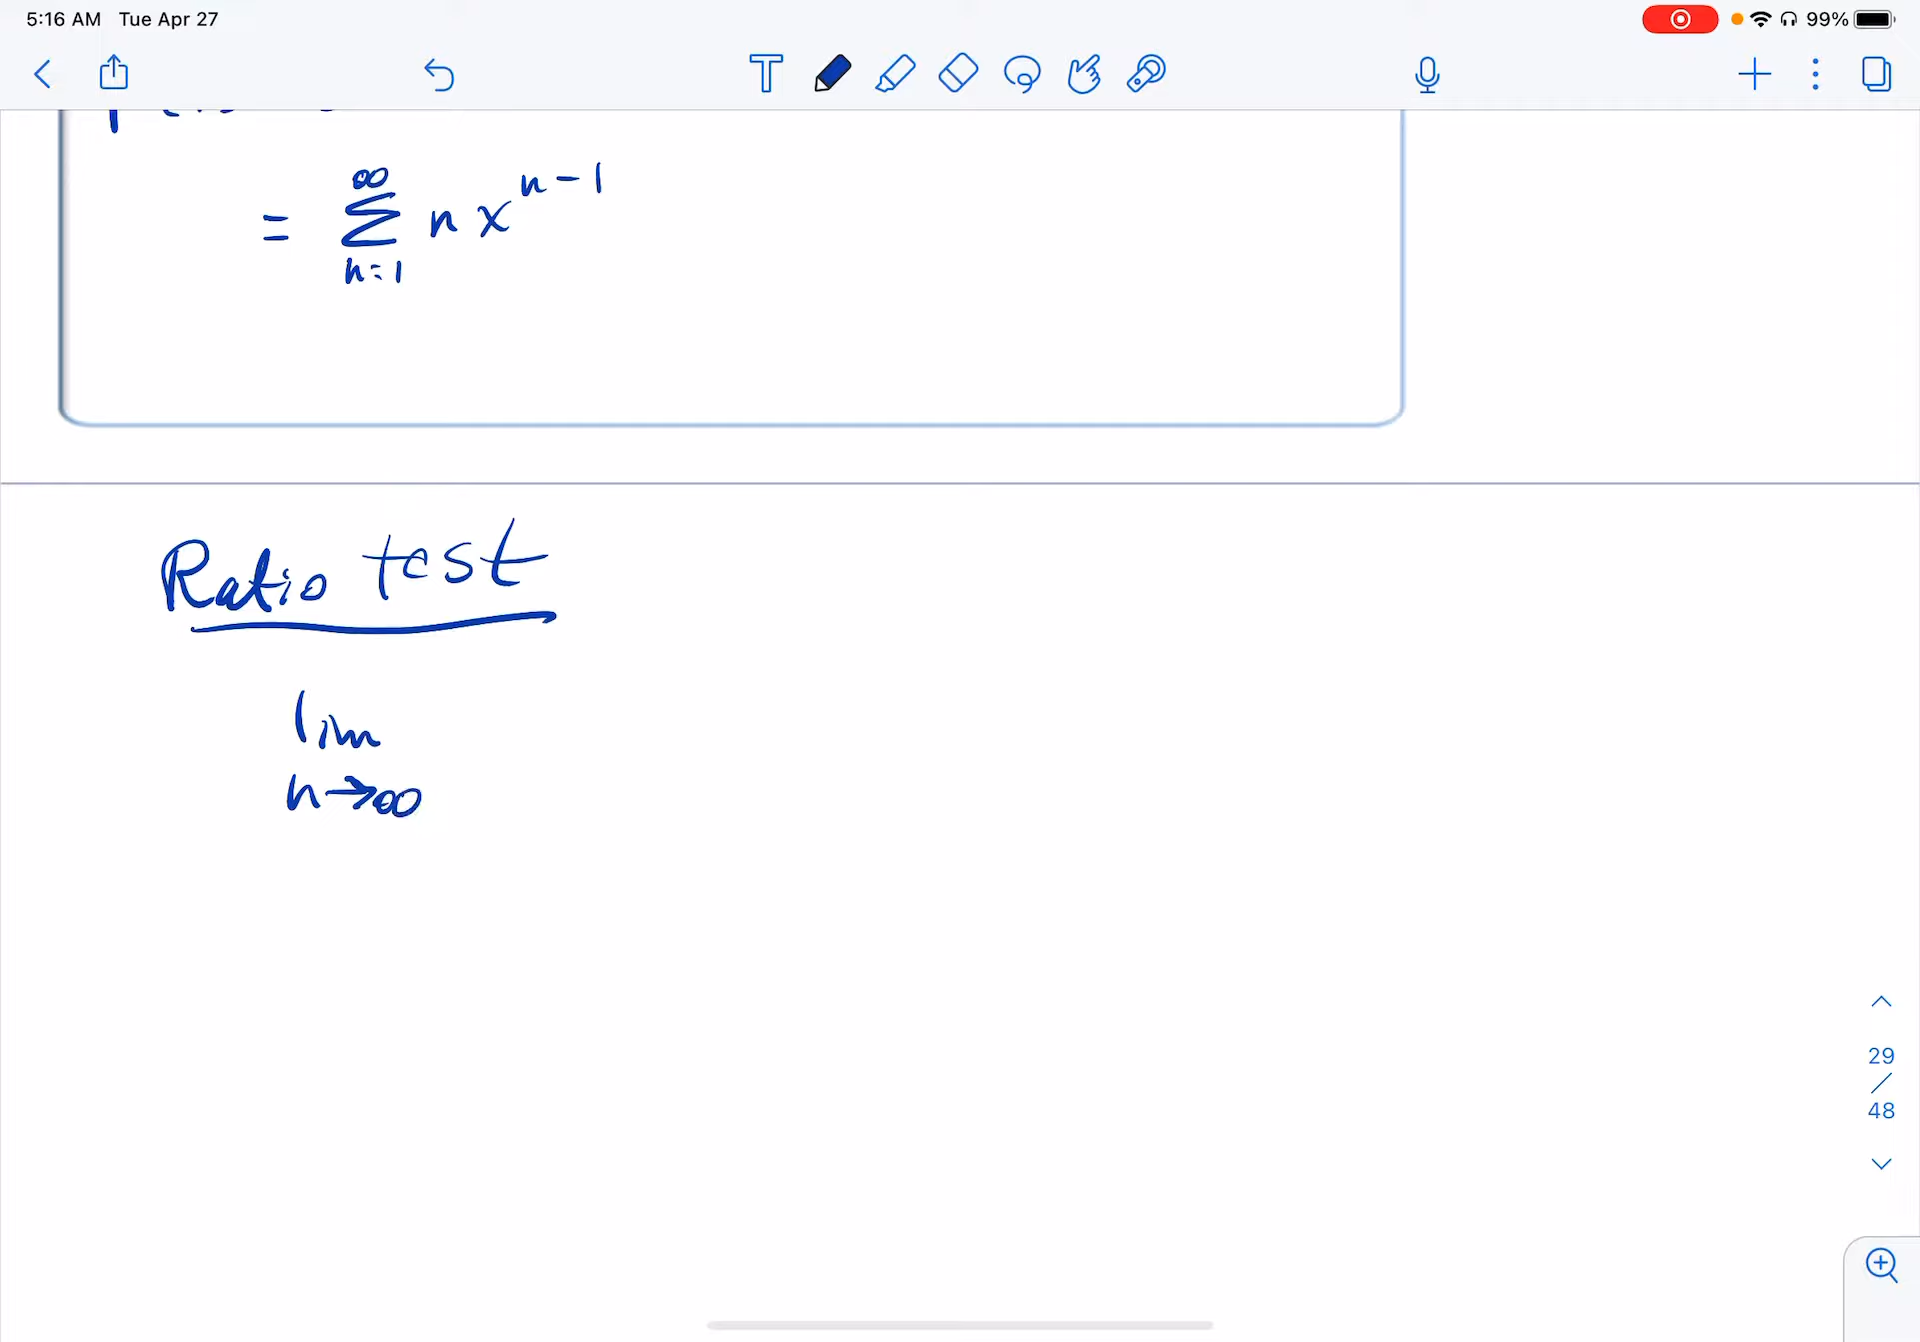 5:16 AM Tue Apr 27
99%
= ∞ Σ n=1 n x^{n-1}
Ratio test
lim
n→∞
29
/
48